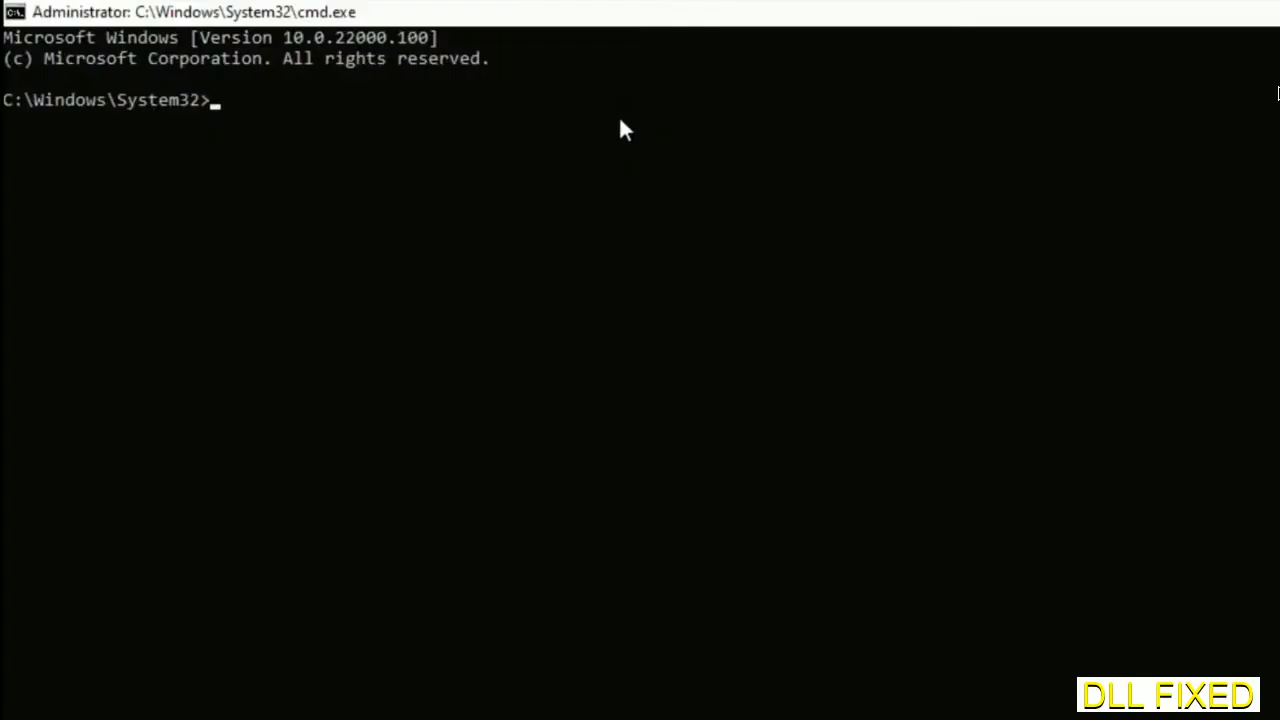 Administrator: C:\Windows\System32\cmd.exe
Microsoft Windows [Version 10.0.22000.100]
(c) Microsoft Corporation. All rights reserved.
C:\Windows\System32>
DLL FIXED